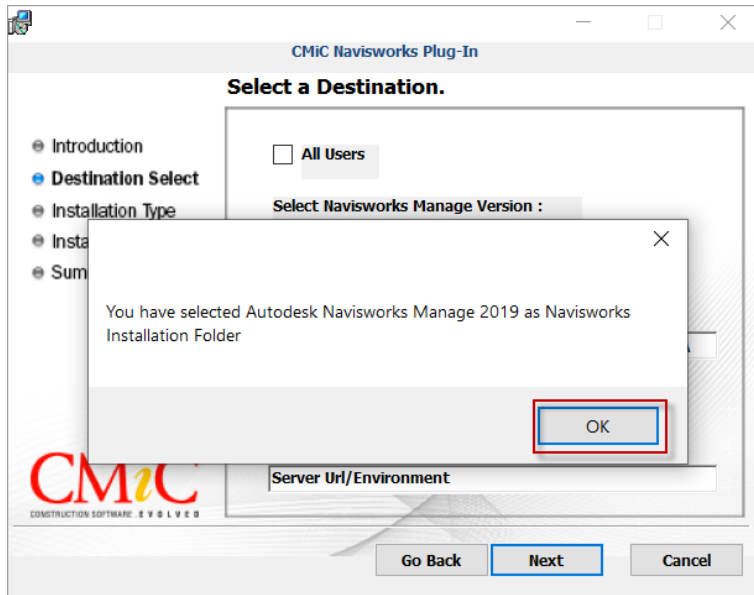 CMiC Navisworks Plug-In
Select a Destination.
Introduction
Destination Select
Installation Type
Insta
Sum
All Users
Select Navisworks Manage Version :
You have selected Autodesk Navisworks Manage 2019 as Navisworks
Installation Folder
OK
Server Url/Environment
CMiC
CONSTRUCTION SOFTWARE . E V O L V E D
Go Back
Next
Cancel